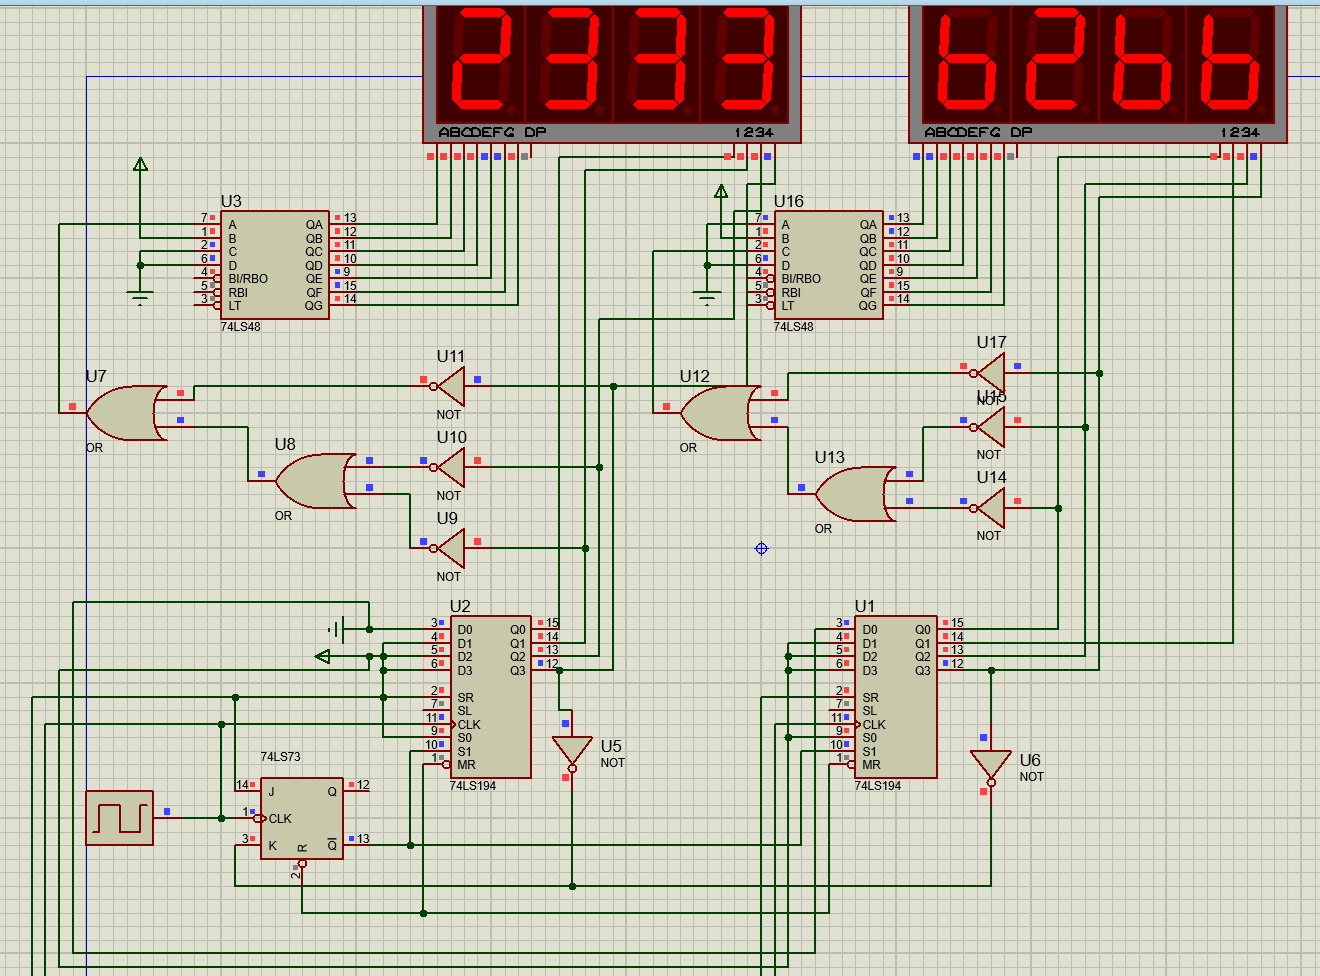 2333
6266
ABCDEFG DP
1234
ABCDEFG DP
1234
U3
7 A QA 13
1 B QB 12
2 C QC 11
6 D QD 10
4 BI/RBO QE 9
5 RBI QF 15
3 LT QG 14
74LS48
U16
7 A QA 13
1 B QB 12
2 C QC 11
6 D QD 10
4 BI/RBO QE 9
5 RBI QF 15
3 LT QG 14
74LS48
U7
OR
U11
NOT
U8
OR
U10
NOT
U9
NOT
U12
OR
U17
NOT
U15
NOT
U13
OR
U14
NOT
U2
3 D0 Q0 15
4 D1 Q1 14
5 D2 Q2 13
6 D3 Q3 12
2 SR
7 SL
11 CLK
9 S0
10 S1
1 MR
74LS194
U1
3 D0 Q0 15
4 D1 Q1 14
5 D2 Q2 13
6 D3 Q3 12
2 SR
7 SL
11 CLK
9 S0
10 S1
1 MR
74LS194
U5
NOT
U6
NOT
74LS73
14 J Q 12
1 CLK
3 K R Q 13
2